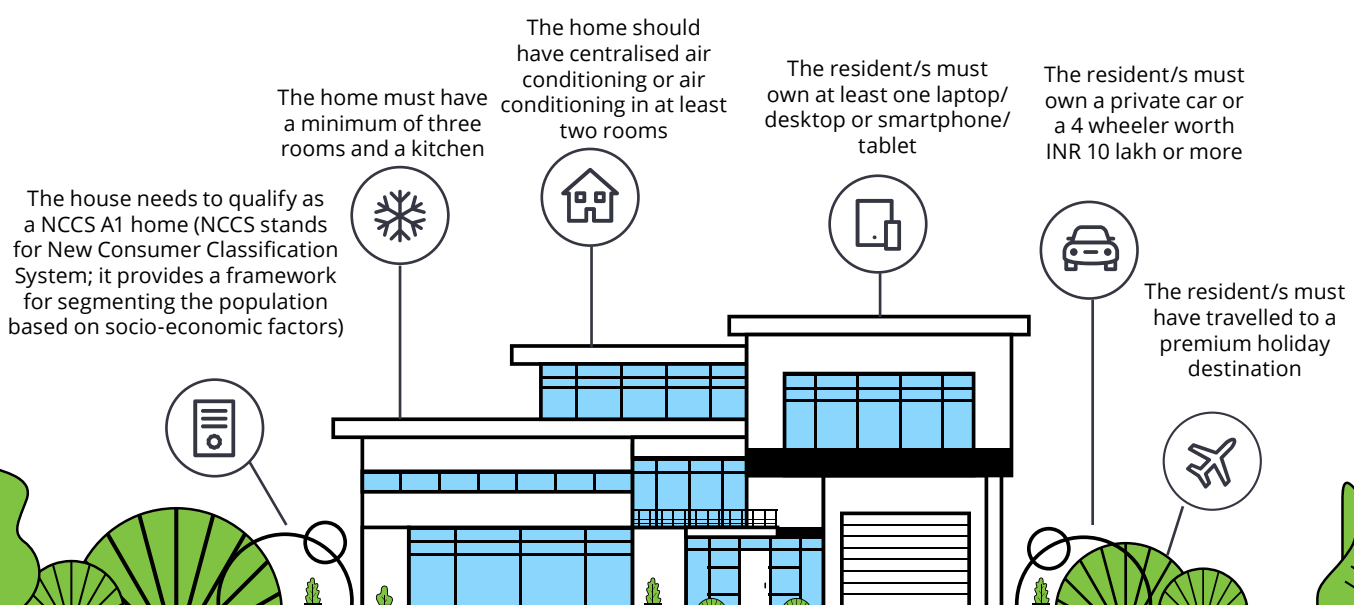 The house needs to qualify as
a NCCS A1 home (NCCS stands
for New Consumer Classification
System; it provides a framework
for segmenting the population
based on socio-economic factors)
The home must have
a minimum of three
rooms and a kitchen
The home should
have centralised air
conditioning or air
conditioning in at least
two rooms
The resident/s must
own at least one laptop/
desktop or smartphone/
tablet
The resident/s must
own a private car or
a 4 wheeler worth
INR 10 lakh or more
The resident/s must
have travelled to a
premium holiday
destination